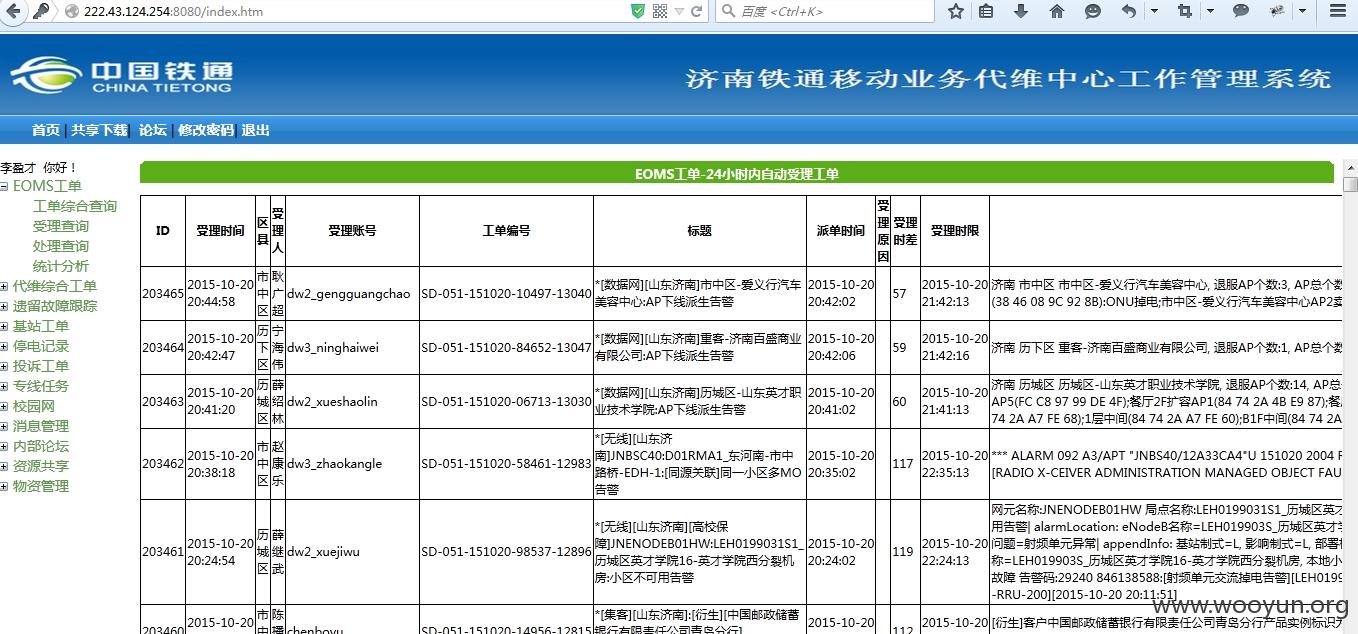 222.43.124.254:8080/index.htm
百度 <Ctrl+K>
中国铁通
CHINA TIETONG
济南铁通移动业务代维中心工作管理系统
首页 | 共享下载 | 论坛 | 修改密码 | 退出
李盈才 你好！
EOMS工单
工单综合查询
受理查询
处理查询
统计分析
代维综合工单
遗留故障跟踪
基站工单
停电记录
投诉工单
专线任务
校园网
消息管理
内部论坛
资源共享
物资管理
EOMS工单-24小时内自动受理工单
ID 受理时间 区县 受理人 受理账号 工单编号 标题 派单时间 受理原因 受理时差 受理时限
203465 2015-10-20 20:44:58 市中区 耿广超 dw2_gengguangchao SD-051-151020-10497-13040 *[数据网][山东济南]市中区-爱义行汽车美容中心:AP下线派生告警 2015-10-20 20:42:02 57 2015-10-20 21:42:13 济南 市中区 市中区-爱义行汽车美容中心, 退服AP个数:3, AP总个数
(38 46 08 9C 92 8B):ONU掉电;市中区-爱义行汽车美容中心AP2卖
203464 2015-10-20 20:42:47 历下区 宁海伟 dw3_ninghaiwei SD-051-151020-84652-13047 *[数据网][山东济南]重客-济南百盛商业有限公司:AP下线派生告警 2015-10-20 20:42:06 59 2015-10-20 21:42:16 济南 历下区 重客-济南百盛商业有限公司, 退服AP个数:1, AP总个
203463 2015-10-20 20:41:20 历城区 薛绍林 dw2_xueshaolin SD-051-151020-06713-13030 *[数据网][山东济南]历城区-山东英才职业技术学院:AP下线派生告警 2015-10-20 20:41:02 60 2015-10-20 21:41:13 济南 历城区 历城区-山东英才职业技术学院, 退服AP个数:14, AP总
AP5(FC C8 97 99 DE 4F);餐厅2F扩容AP1(84 74 2A 4B E9 87);餐
74 2A A7 FE 68);1层中间(84 74 2A A7 FE 60);B1F中间(84 74 2A
203462 2015-10-20 20:38:18 市中区 赵康乐 dw3_zhaokangle SD-051-151020-58461-12983 *[无线][山东济南]JNBSC40:D01RMA1_东河南-市中路桥-EDH-1:[同源关联]同一小区多MO告警 2015-10-20 20:35:02 117 2015-10-20 22:35:13 *** ALARM 092 A3/APT "JNBS40/12A33CA4"U 151020 2004
[RADIO X-CEIVER ADMINISTRATION MANAGED OBJECT FAU
203461 2015-10-20 20:24:54 历城区 薛继武 dw2_xuejiwu SD-051-151020-98537-12896 *[无线][山东济南][高校保障]JNENODEB01HW:LEH0199031S1_历城区英才学院16-英才学院西分裂机房:小区不可用告警 2015-10-20 20:24:02 119 2015-10-20 22:24:13 网元名称:JNENODEB01HW 局点名称:LEH0199031S1_历城区英才
用告警| alarmLocation: eNodeB名称=LEH019903S_历城区英才学
问题=射频单元异常| appendInfo: 基站制式=L, 影响制式=L, 部署
称=LEH019903S_历城区英才学院16-英才学院西分裂机房, 本地小
故障 告警码:29240 846138588:[射频单元交流掉电告警][LEH0199
-RRU-200][2015-10-20 20:11:51]
203460 2015-10-20 市中 陈 chenboyu SD-051-151020-14956-12815 *[集客][山东济南]:[衍生][中国邮政储蓄银行有限责任公司青岛分行] 2015-10-20 112 2015-10-20 [衍生]客户中国邮政储蓄银行有限责任公司青岛分行产品实例标识为
www.wooyun.org